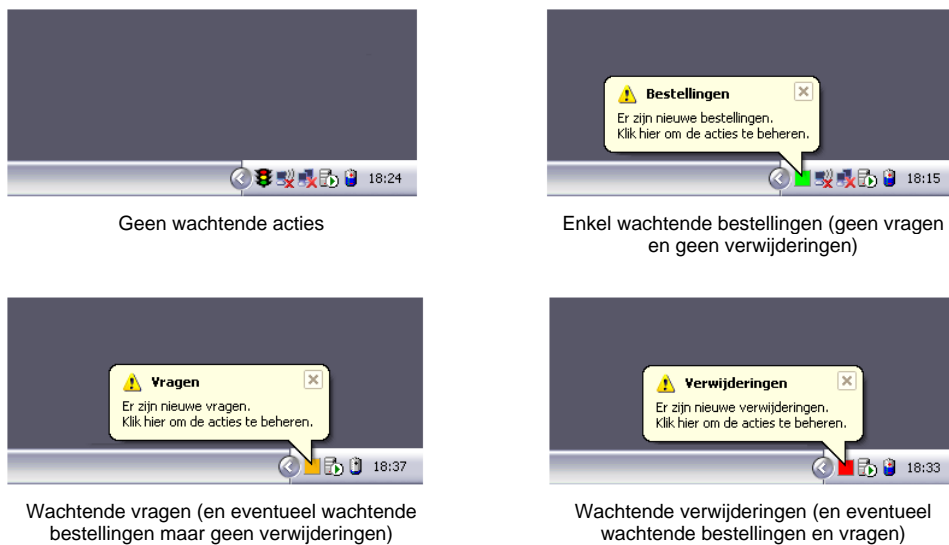 18:24
Geen wachtende acties
Bestellingen
Er zijn nieuwe bestellingen.
Klik hier om de acties te beheren.
18:15
Enkel wachtende bestellingen (geen vragen
en geen verwijderingen)
Vragen
Er zijn nieuwe vragen.
Klik hier om de acties te beheren.
18:37
Wachtende vragen (en eventueel wachtende
bestellingen maar geen verwijderingen)
Verwijderingen
Er zijn nieuwe verwijderingen.
Klik hier om de acties te beheren.
18:33
Wachtende verwijderingen (en eventueel
wachtende bestellingen en vragen)